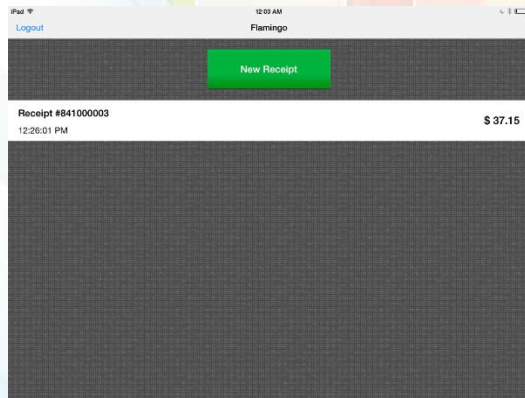 iPad 12:03 AM
Logout Flamingo
New Receipt
Receipt #841000003
$ 37.15
12:26:01 PM